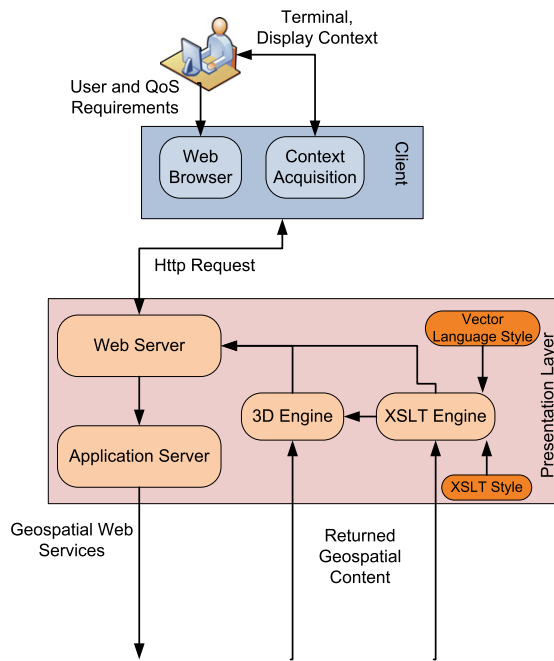 Terminal,
Display Context
User and QoS
Requirements
Web
Browser
Context
Acquisition
Client
Http Request
Vector
Language Style
Web Server
3D Engine
XSLT Engine
Presentation Layer
Application Server
XSLT Style
Geospatial Web
Services
Returned
Geospatial
Content